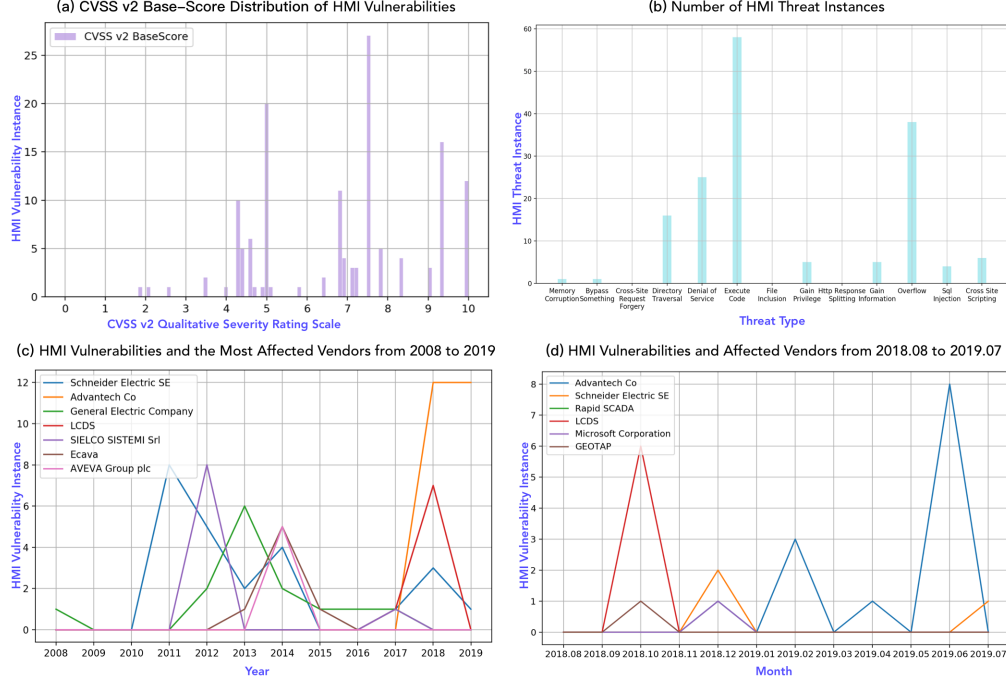 (a) CVSS v2 Base-Score Distribution of HMI Vulnerabilities
CVSS v2 BaseScore
HMI Vulnerability Instance
25
20
15
10
5
0
0 1 2 3 4 5 6 7 8 9 10
CVSS v2 Qualitative Severity Rating Scale
(b) Number of HMI Threat Instances
HMI Threat Instance
60
50
40
30
20
10
0
Memory Corruption
Bypass Something
Cross-Site Request Forgery
Directory Traversal
Denial of Service
Execute Code
File Inclusion
Gain Privilege
Http Response Splitting
Gain Information
Overflow
Sql Injection
Cross Site Scripting
Threat Type
(c) HMI Vulnerabilities and the Most Affected Vendors from 2008 to 2019
Schneider Electric SE
Advantech Co
General Electric Company
LCDS
SIELCO SISTEMI Srl
Ecava
AVEVA Group plc
HMI Vulnerability Instance
12
10
8
6
4
2
0
2008 2009 2010 2011 2012 2013 2014 2015 2016 2017 2018 2019
Year
(d) HMI Vulnerabilities and Affected Vendors from 2018.08 to 2019.07
Advantech Co
Schneider Electric SE
Rapid SCADA
LCDS
Microsoft Corporation
GEOTAP
HMI Vulnerability Instance
8
7
6
5
4
3
2
1
0
2018.08 2018.09 2018.10 2018.11 2018.12 2019.01 2019.02 2019.03 2019.04 2019.05 2019.06 2019.07
Month